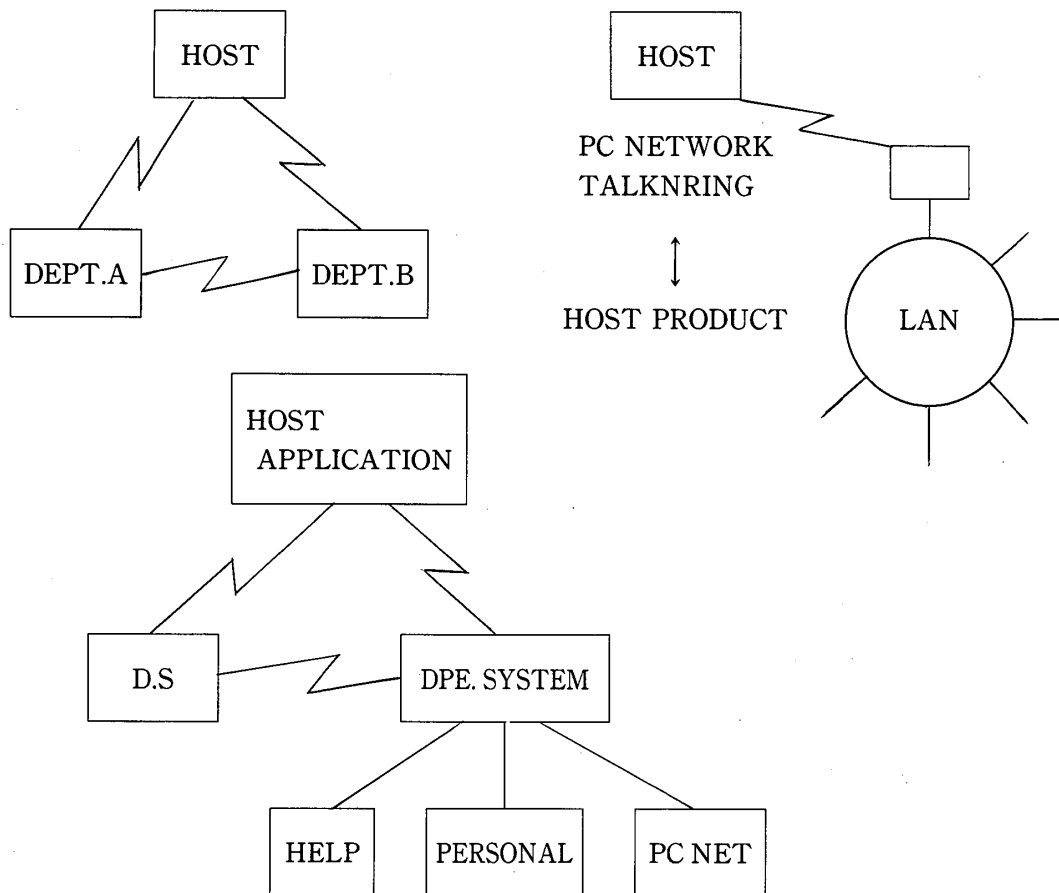 HOST
DEPT.A
DEPT.B
HOST
PC NETWORK
TALKNRING
HOST PRODUCT
LAN
HOST
APPLICATION
D.S
DPE. SYSTEM
HELP
PERSONAL
PC NET